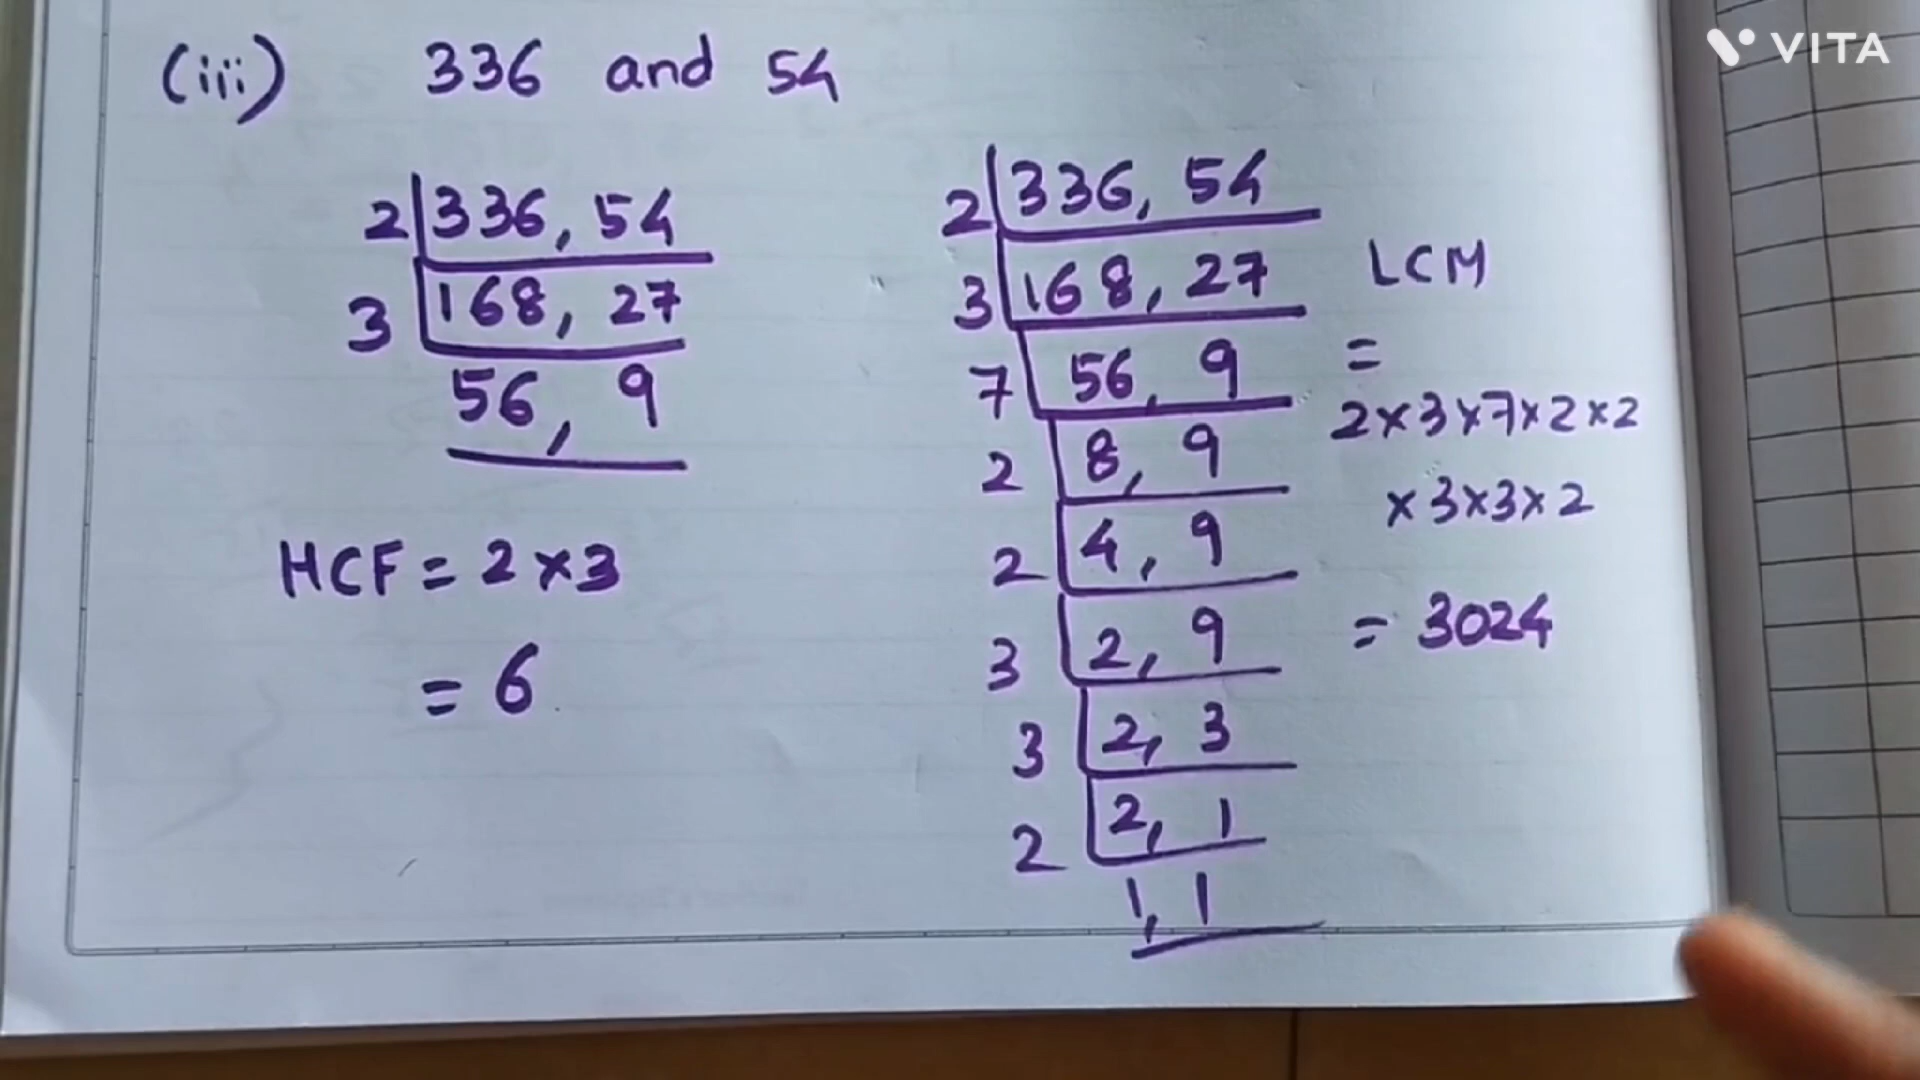 VITA
(iii) 336 and 54
2 336, 54
3 168, 27
56, 9
HCF = 2×3
= 6
2 336, 54
3 168, 27
7 56, 9
2 8, 9
2 4, 9
3 2, 9
3 2, 3
2 2, 1
1, 1
LCM
=
2×3×7×2×2
×3×3×2
= 3024